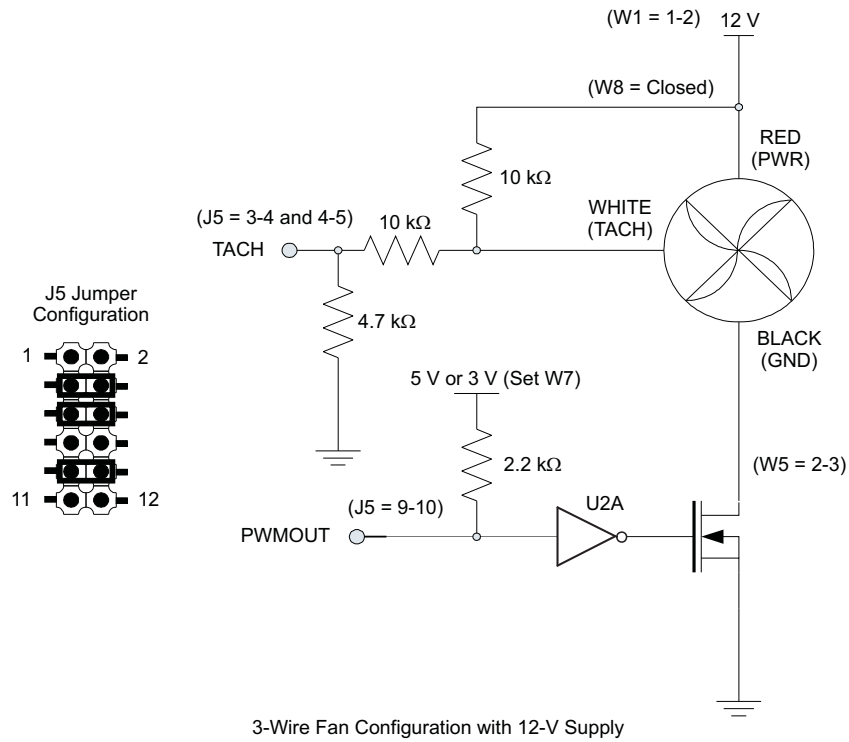 (W1 = 1-2)
12 V
(W8 = Closed)
RED
(PWR)
10 kΩ
WHITE
(TACH)
(J5 = 3-4 and 4-5)
10 kΩ
TACH
J5 Jumper
Configuration
4.7 kΩ
BLACK
(GND)
1
2
5 V or 3 V (Set W7)
2.2 kΩ
(W5 = 2-3)
11
12
(J5 = 9-10)
U2A
PWMOUT
3-Wire Fan Configuration with 12-V Supply